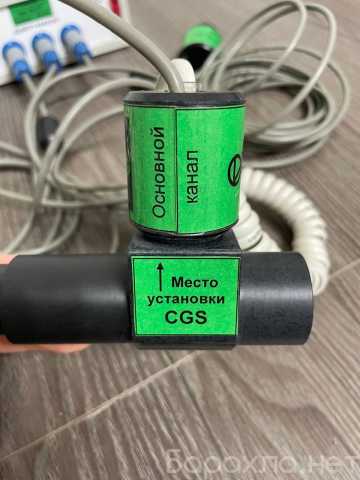 Основной
канал
↑ Место
установки
CGS
барахло.нет